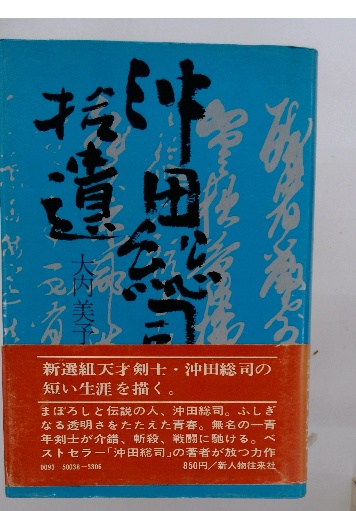 沖田総司
拾遺
大内美予子
新選組天才剣士・沖田総司の
短い生涯を描く。
まぼろしと伝説の人、沖田総司。ふしぎ
なる透明さをたたえた青春。無名の一青
年剣士が介錯、斬殺、戦闘に馳ける。ベ
ストセラー「沖田総司」の著者が放つ力作
0093 50036-3306
850円/新人物往来社